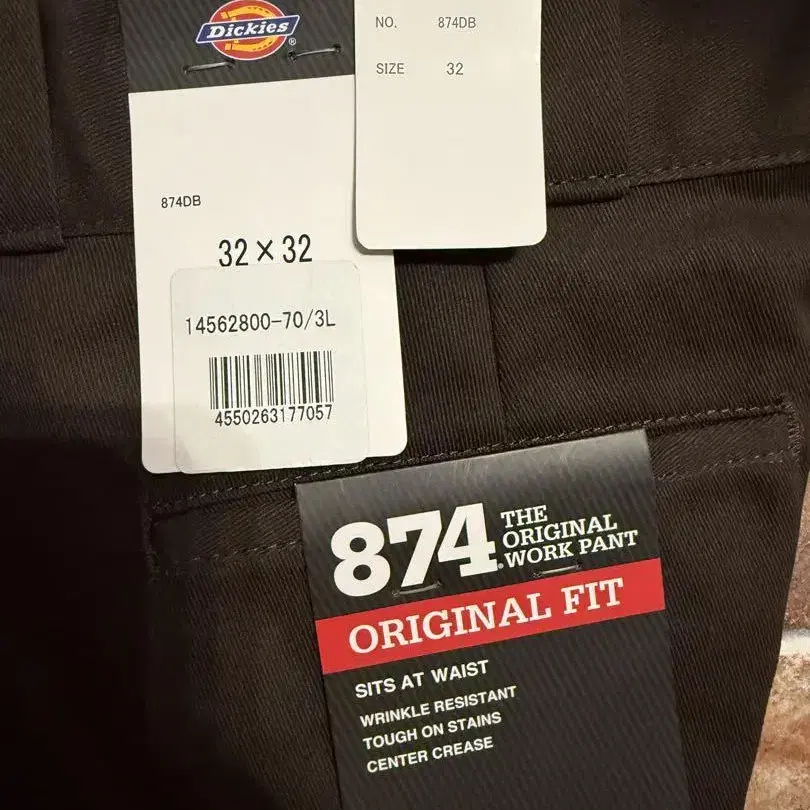 Dickies
®
NO. 874DB
SIZE 32
874DB
32×32
14562800-70/3L
4550263177057
874® THE
ORIGINAL
WORK PANT
ORIGINAL FIT
SITS AT WAIST
WRINKLE RESISTANT
TOUGH ON STAINS
CENTER CREASE